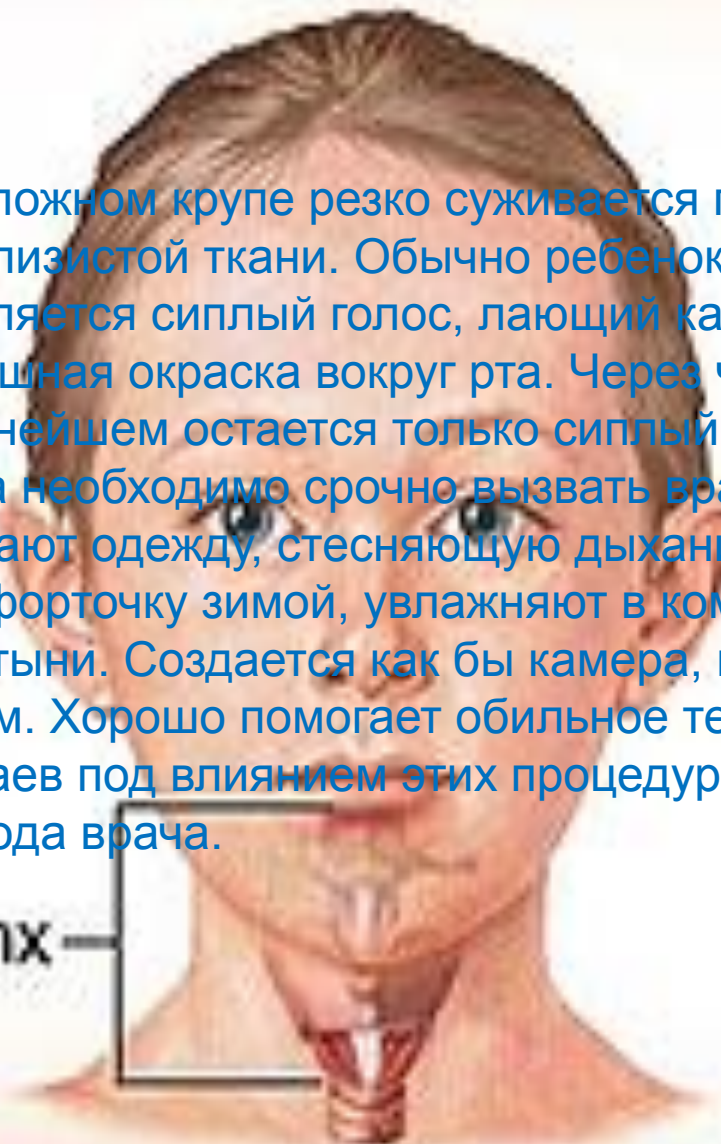 ложном крупе резко суживается
лизистой ткани. Обычно ребенок
ляется сиплый голос, лающий ка
шная окраска вокруг рта. Через ч
нейшем остается только сиплый
а необходимо срочно вызвать вра
ают одежду, стесняющую дыхани
форточку зимой, увлажняют в ком
тыни. Создается как бы камера,
м. Хорошо помогает обильное те
аев под влиянием этих процедур
ода врача.
nx